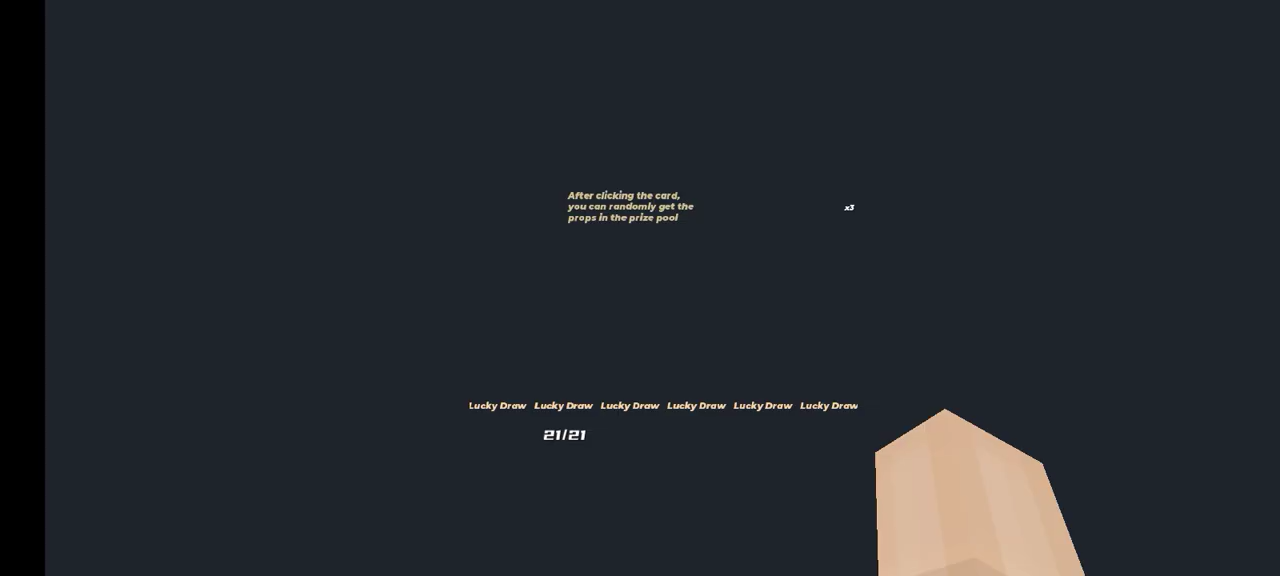 After clicking the card,
you can randomly get the
props in the prize pool
x3
Lucky Draw Lucky Draw Lucky Draw Lucky Draw Lucky Draw Lucky Draw
21/21